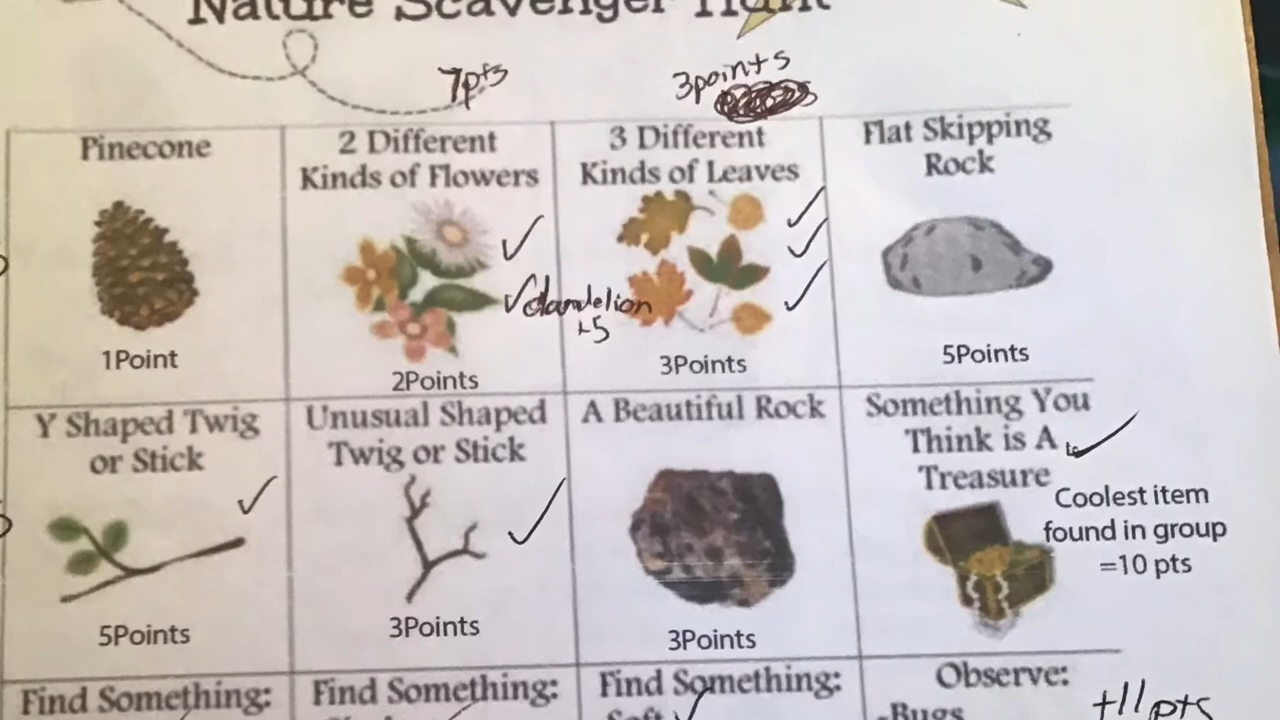 Nature Scavenger Hunt
7pts
3points
Pinecone
2 Different
Kinds of Flowers
3 Different
Kinds of Leaves
Flat Skipping
Rock
dandelion
+5
1Point
2Points
3Points
5Points
Y Shaped Twig
or Stick
Unusual Shaped
Twig or Stick
A Beautiful Rock
Something You
Think is A
Treasure
Coolest item
found in group
=10 pts
5Points
3Points
3Points
Find Something:
Find Something:
Find Something:
Soft
Observe:
-Bugs
+11pts